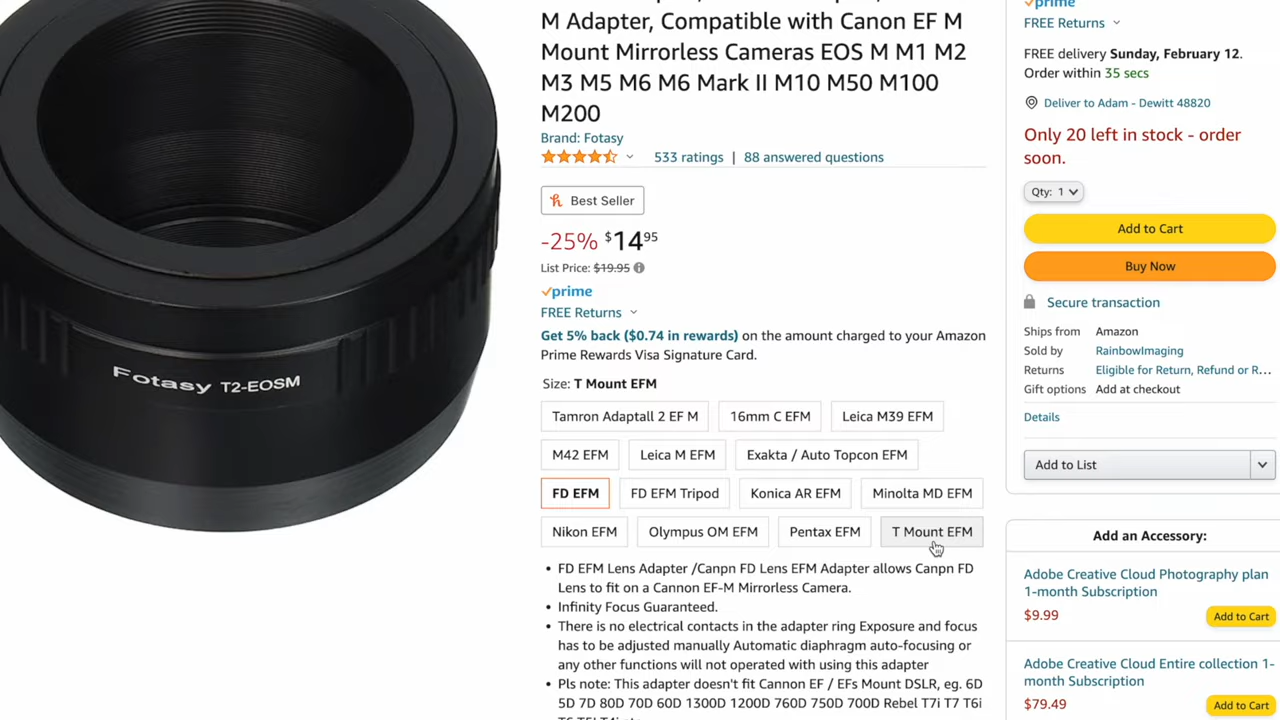 M Adapter, Compatible with Canon EF M
Mount Mirrorless Cameras EOS M M1 M2
M3 M5 M6 M6 Mark II M10 M50 M100
M200
Brand: Fotasy
533 ratings | 88 answered questions
Best Seller
-25% $14.95
List Price: $19.95
prime
FREE Returns
Get 5% back ($0.74 in rewards) on the amount charged to your Amazon
Prime Rewards Visa Signature Card.
Size: T Mount EFM
Tamron Adaptall 2 EF M
16mm C EFM
Leica M39 EFM
M42 EFM
Leica M EFM
Exakta / Auto Topcon EFM
FD EFM
FD EFM Tripod
Konica AR EFM
Minolta MD EFM
Nikon EFM
Olympus OM EFM
Pentax EFM
T Mount EFM
• FD EFM Lens Adapter /Canpn FD Lens EFM Adapter allows Canpn FD
Lens to fit on a Cannon EF-M Mirrorless Camera.
• Infinity Focus Guaranteed.
• There is no electrical contacts in the adapter ring Exposure and focus
has to be adjusted manually Automatic diaphragm auto-focusing or
any other functions will not operated with using this adapter
• Pls note: This adapter doesn't fit Cannon EF / EFs Mount DSLR, eg. 6D
5D 7D 80D 70D 60D 1300D 1200D 760D 750D 700D Rebel T7i T7 T6i
Fotasy T2-EOSM
prime
FREE Returns
FREE delivery Sunday, February 12.
Order within 35 secs
Deliver to Adam - Dewitt 48820
Only 20 left in stock - order
soon.
Qty: 1
Add to Cart
Buy Now
Secure transaction
Ships from Amazon
Sold by RainbowImaging
Returns Eligible for Return, Refund or R...
Gift options Add at checkout
Details
Add to List
Add an Accessory:
Adobe Creative Cloud Photography plan
1-month Subscription
$9.99
Add to Cart
Adobe Creative Cloud Entire collection 1-
month Subscription
$79.49
Add to Cart